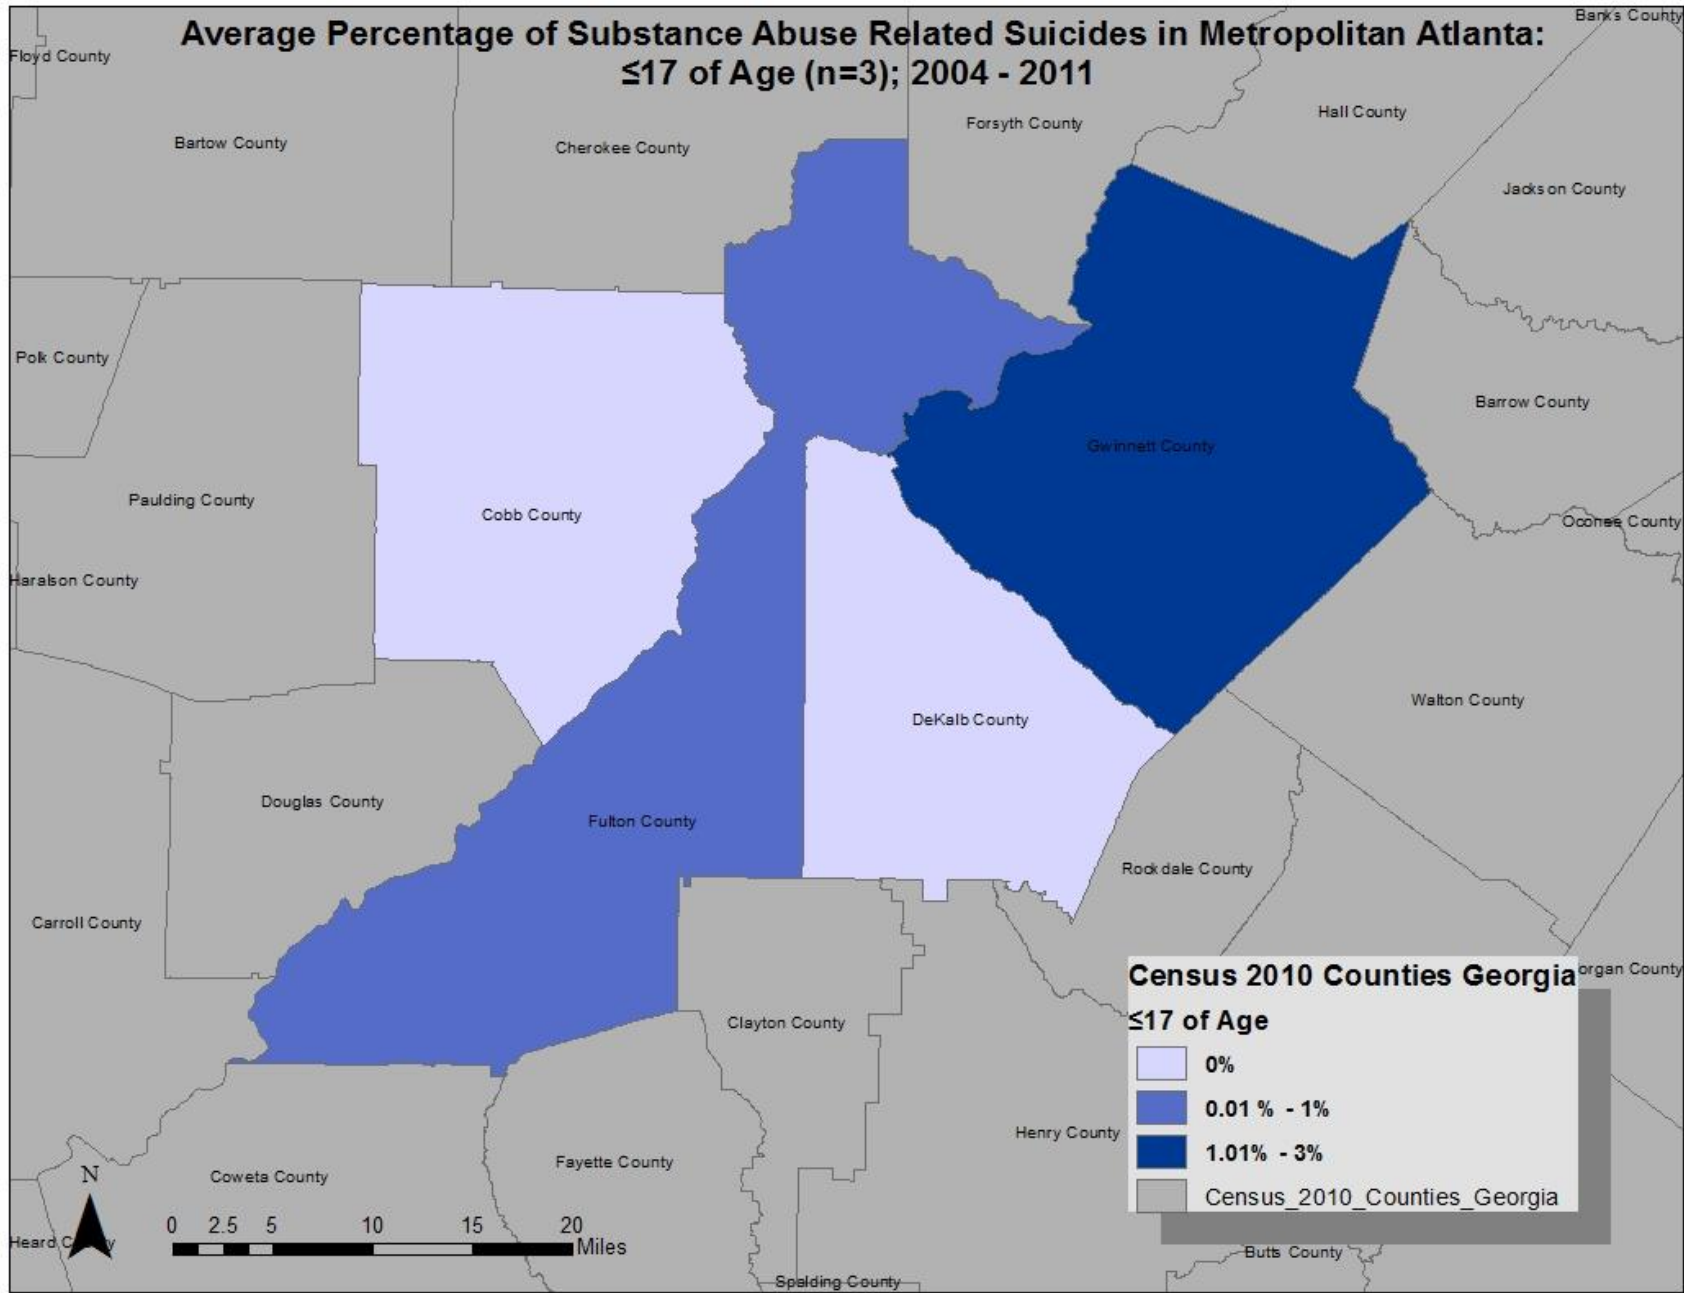 Average Percentage of Substance Abuse Related Suicides in Metropolitan Atlanta:
≤17 of Age (n=3); 2004 - 2011
Banks County
Floyd County
Bartow County
Cherokee County
Forsyth County
Hall County
Jackson County
Polk County
Barrow County
Gwinnett County
Paulding County
Cobb County
Oconee County
Haralson County
Walton County
DeKalb County
Douglas County
Fulton County
Rockdale County
Carroll County
Clayton County
Henry County
Coweta County
Fayette County
Heard County
Spalding County
Butts County
organ County
Census 2010 Counties Georgia
≤17 of Age
0%
0.01 % - 1%
1.01% - 3%
Census_2010_Counties_Georgia
N
0 2.5 5 10 15 20
Miles